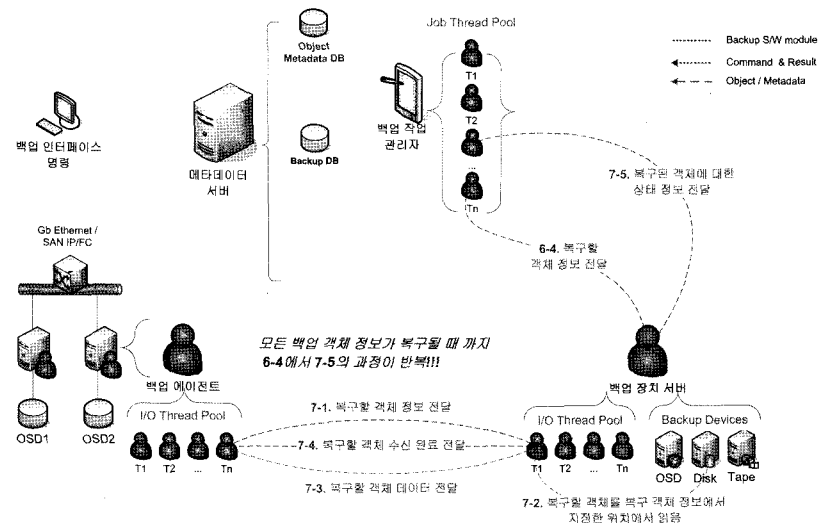 Job Thread Pool
Object
Metadata DB
T1
T2
...
Tn
Backup S/W module
Command & Result
Object / Metadata
백업 인터페이스
명령
메타데이터
서버
Backup DB
백업 작업
관리자
7-5. 복구된 객체에 대한
상태 정보 전달
6-4. 복구할
객체 정보 전달
Gb Ethernet /
SAN IP/FC
모든 백업 객체 정보가 복구될 때 까지
6-4에서 7-5의 과정이 반복!!!
백업 에이전트
백업 장치 서버
OSD1
OSD2
I/O Thread Pool
T1
T2
...
Tn
7-1. 복구할 객체 정보 전달
7-4. 복구할 객체 수신 완료 전달
7-3. 복구할 객체 데이터 전달
I/O Thread Pool
T1
T2
...
Tn
Backup Devices
OSD
Disk
Tape
7-2. 복구할 객체를 복구 객체 정보에서
지정한 위치에서 읽음